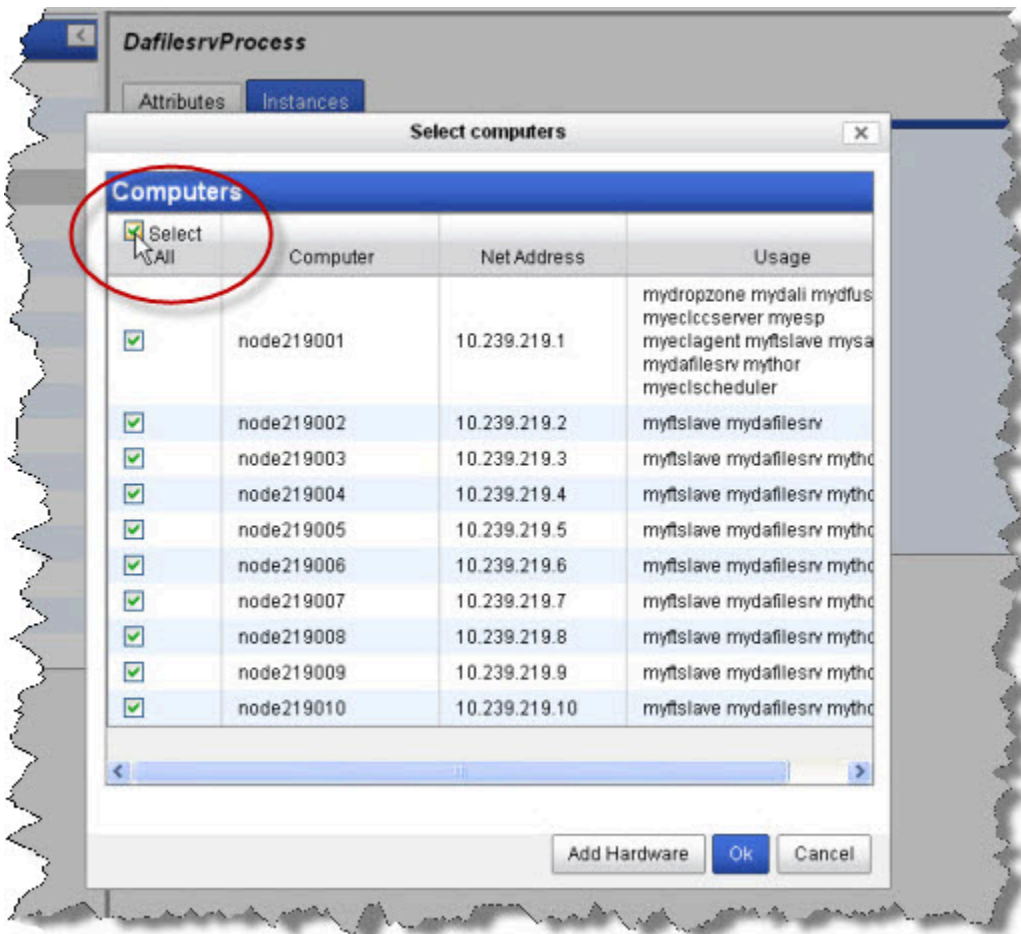 DafilesrvProcess
Attributes Instances
Select computers
Computers
Select
All Computer Net Address Usage
mydropzone mydali mydfus
myeclccserver myesp
node219001 10.239.219.1 myeclagent myftslave mysa
mydafilesrv mythor
myeclscheduler
node219002 10.239.219.2 myftslave mydafilesrv
node219003 10.239.219.3 myftslave mydafilesrv mytho
node219004 10.239.219.4 myftslave mydafilesrv mytho
node219005 10.239.219.5 myftslave mydafilesrv mytho
node219006 10.239.219.6 myftslave mydafilesrv mytho
node219007 10.239.219.7 myftslave mydafilesrv mytho
node219008 10.239.219.8 myftslave mydafilesrv mytho
node219009 10.239.219.9 myftslave mydafilesrv mytho
node219010 10.239.219.10 myftslave mydafilesrv mytho
Add Hardware Ok Cancel